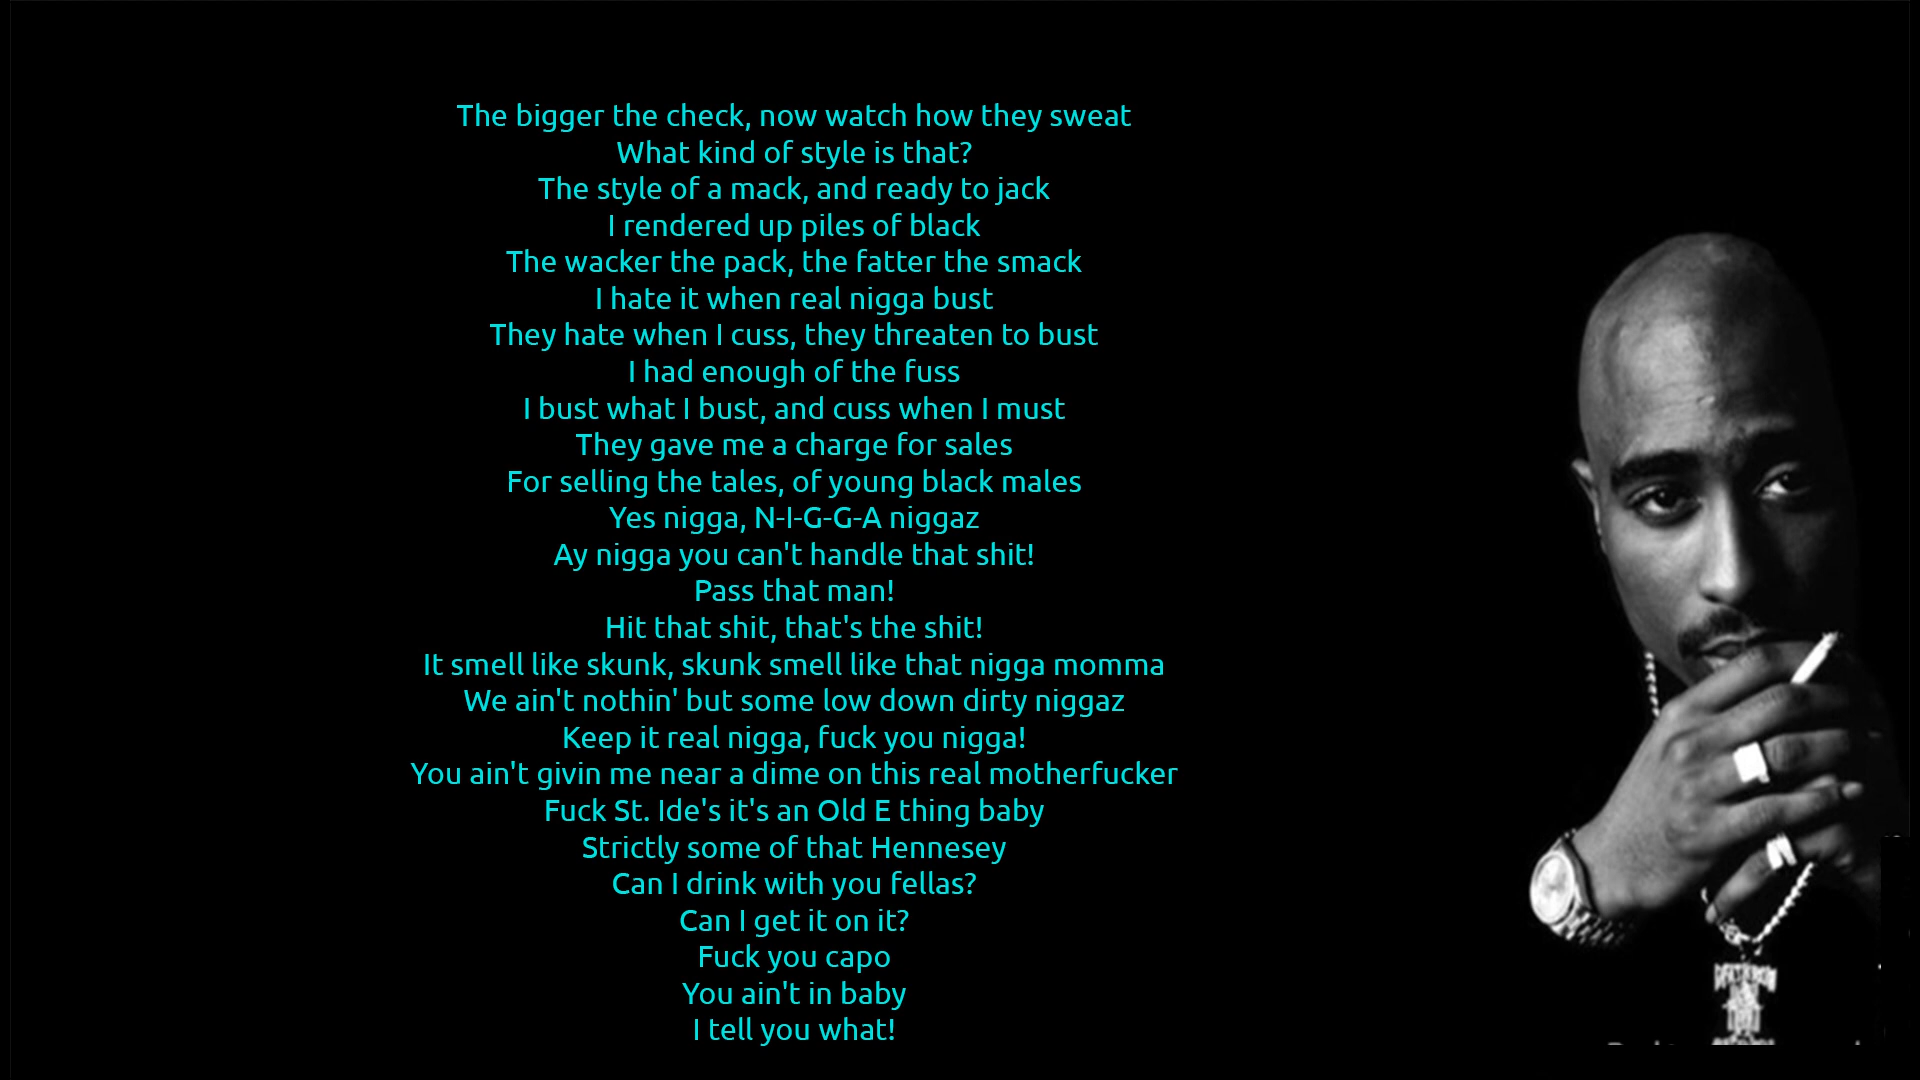 The bigger the check, now watch how they sweat
What kind of style is that?
The style of a mack, and ready to jack
I rendered up piles of black
The wacker the pack, the fatter the smack
I hate it when real nigga bust
They hate when I cuss, they threaten to bust
I had enough of the fuss
I bust what I bust, and cuss when I must
They gave me a charge for sales
For selling the tales, of young black males
Yes nigga, N-I-G-G-A niggaz
Ay nigga you can't handle that shit!
Pass that man!
Hit that shit, that's the shit!
It smell like skunk, skunk smell like that nigga momma
We ain't nothin' but some low down dirty niggaz
Keep it real nigga, fuck you nigga!
You ain't givin me near a dime on this real motherfucker
Fuck St. Ide's it's an Old E thing baby
Strictly some of that Hennesey
Can I drink with you fellas?
Can I get it on it?
Fuck you capo
You ain't in baby
I tell you what!